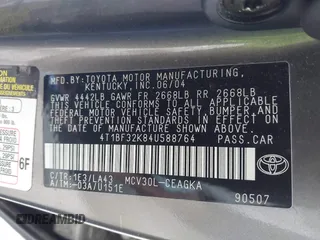 MFD. BY:TOYOTA MOTOR MANUFACTURING,
KENTUCKY,INC.06/04
GVWR 4442LB GAWR FR 2668LB RR 2668LB
THIS VEHICLE CONFORMS TO ALL APPLICABLE
FEDERAL MOTOR VEHICLE SAFETY, BUMPER, AND
THEFT PREVENTION STANDARDS IN EFFECT ON
THE DATE OF MANUFACTURE SHOWN ABOVE.
4T1BF32K84U588764 PASS.CAR
C/TR:1E3/LA43 MCV30L-CEAGKA
A/TM:-03A/U151E
TOYOTA
90507
6F
DREAMBID